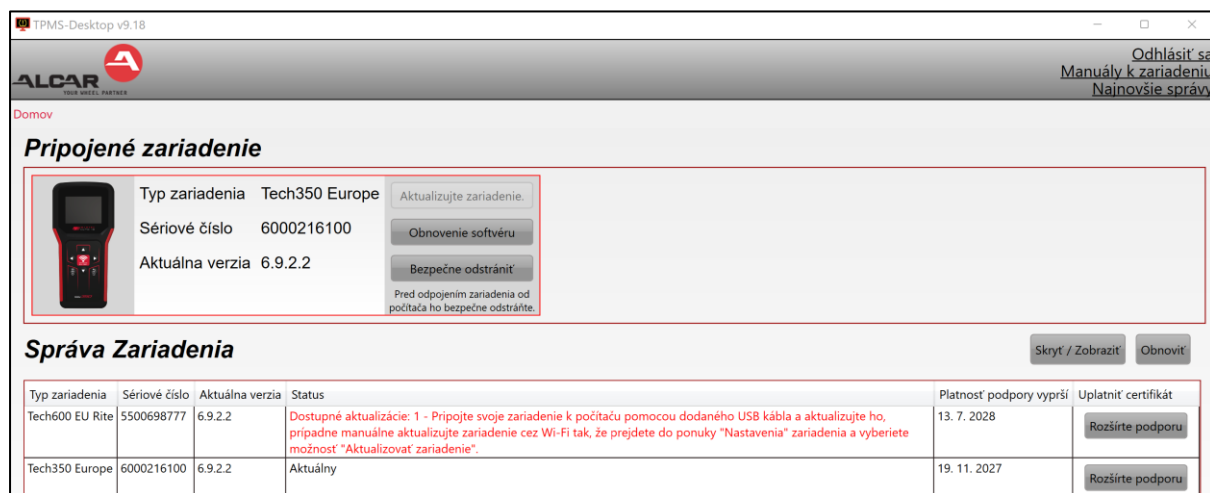 TPMS-Desktop v9.18
ALCAR
YOUR WHEEL PARTNER
Odhlásiť sa
Manuály k zariadeniu
Najnovšie správy
Domov
Pripojené zariadenie
Typ zariadenia Tech350 Europe
Aktualizujte zariadenie.
Sériové číslo 6000216100
Obnovenie softvéru
Aktuálna verzia 6.9.2.2
Bezpečne odstrániť
Pred odpojením zariadenia od
počítača ho bezpečne odstráňte.
Správa Zariadenia
Skryť / Zobraziť Obnoviť
Typ zariadenia Sériové číslo Aktuálna verzia Status Platnosť podpory vyprší Uplatniť certifikát
Tech600 EU Rite 5500698777 6.9.2.2 Dostupné aktualizácie: 1 - Pripojte svoje zariadenie k počítaču pomocou dodaného USB kábla a aktualizujte ho, 13. 7. 2028
prípadne manuálne aktualizujte zariadenie cez Wi-Fi tak, že prejdete do ponuky "Nastavenia" zariadenia a vyberiete Rozšírte podporu
možnosť "Aktualizovať zariadenie".
Tech350 Europe 6000216100 6.9.2.2 Aktuálny 19. 11. 2027
Rozšírte podporu